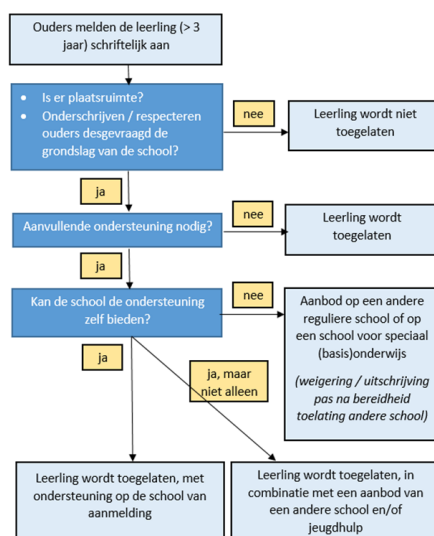 Ouders melden de leerling (> 3
jaar) schriftelijk aan
• Is er plaatsruimte?
• Onderschrijven / respecteren
ouders desgevraagd de
grondslag van de school?
nee
Leerling wordt niet
toegelaten
ja
Aanvullende ondersteuning nodig?
nee
Leerling wordt
toegelaten
ja
Kan de school de ondersteuning
zelf bieden?
nee
Aanbod op een andere
reguliere school of op
een school voor speciaal
(basis)onderwijs
(weigering / uitschrijving
pas na bereidheid
toelating andere school)
ja
ja, maar
niet alleen
Leerling wordt toegelaten, met
ondersteuning op de school van
aanmelding
Leerling wordt toegelaten, in
combinatie met een aanbod van
een andere school en/of
jeugdhulp